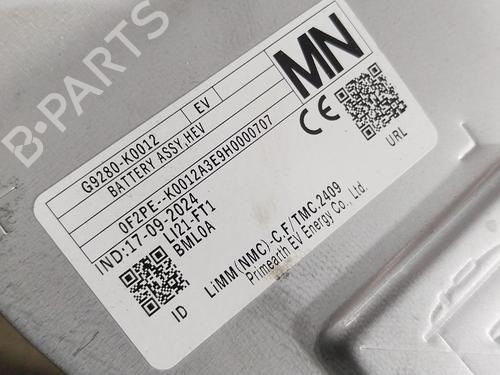 B-PARTS
G9280-K0012
EV
MN
BATTERY ASSY,HEV
0F2PE--K0012A3E9H0000707
IND:17-09.2024
LI21-FT1
BML0A
CE
URL
ID
LiMM(NMC)-C.F/TMC.2409
Primearth EV Energy Co., Ltd.